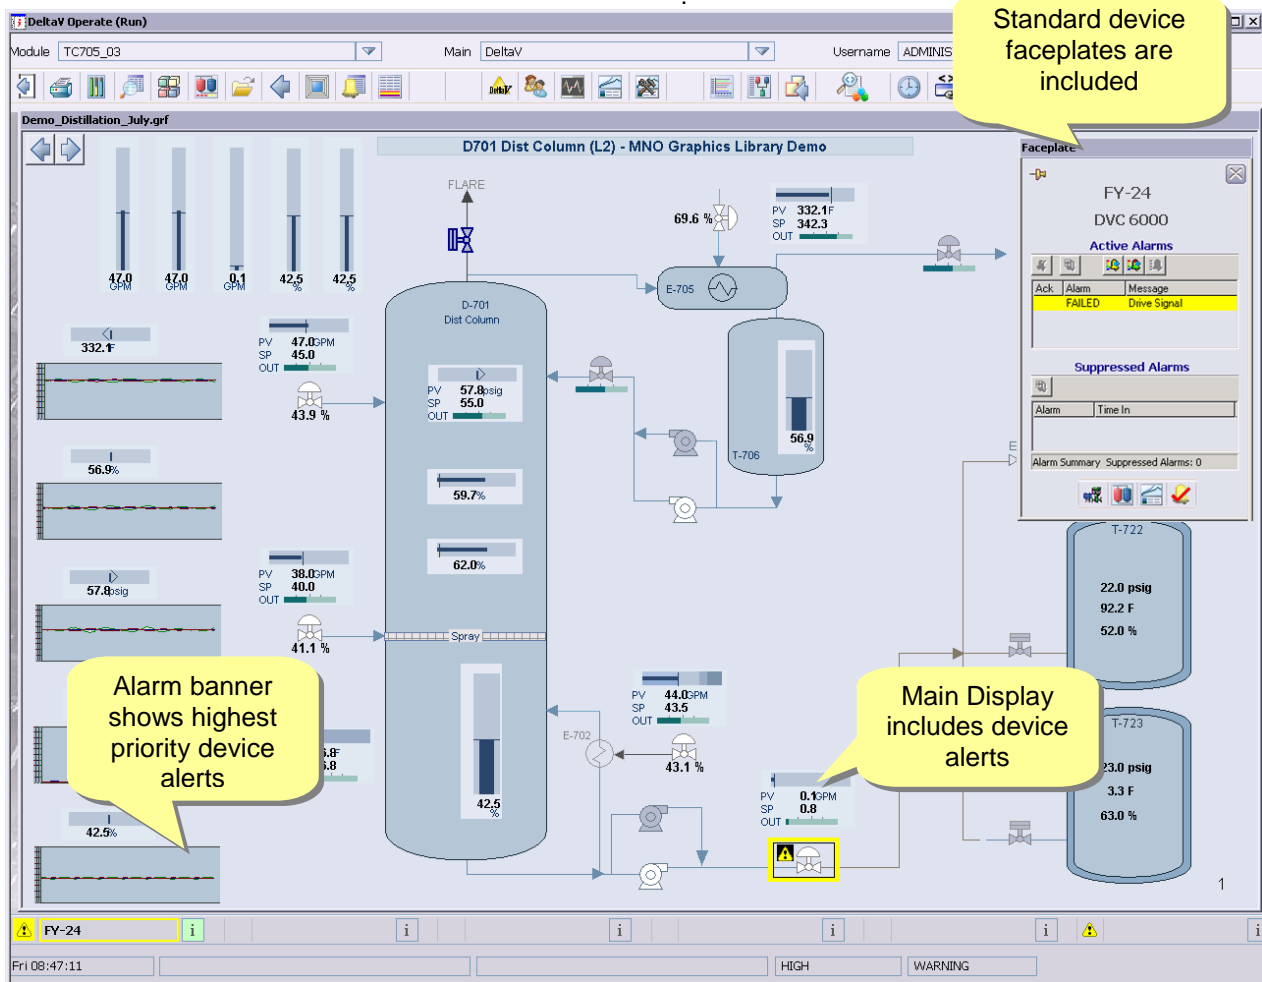 DeltaV Operate (Run)
Standard device
faceplates are
included
Module TC705_03
Main DeltaV
Username ADMINIS
DeltaV
Demo_Distillation_July.grf
D701 Dist Column (L2) - MNO Graphics Library Demo
Faceplate
FY-24
DVC 6000
Active Alarms
Ack Alarm Message
FAILED Drive Signal
Suppressed Alarms
Alarm Time In
Alarm Summary Suppressed Alarms: 0
47.0
GPM
47.0
GPM
0.1
GPM
42.5
%
42.5
%
FLARE
69.6 %
PV 332.1F
SP 342.3
OUT
E-705
D-701
Dist Column
332.1F
PV 47.0GPM
SP 45.0
OUT
43.9 %
PV 57.8psig
SP 55.0
OUT
56.9
%
T-706
E
56.9%
59.7%
62.0%
57.8psig
PV 38.0GPM
SP 40.0
OUT
41.1 %
Spray
T-722
22.0 psig
92.2 F
52.0 %
Alarm banner
shows highest
priority device
alerts
6.8F
6.8
42.5%
42.5
%
E-702
PV 44.0GPM
SP 43.5
OUT
43.1 %
Main Display
includes device
alerts
PV 0.1GPM
SP 0.8
OUT
T-723
23.0 psig
3.3 F
63.0 %
1
FY-24 i i i i i i
Fri 08:47:11 HIGH WARNING